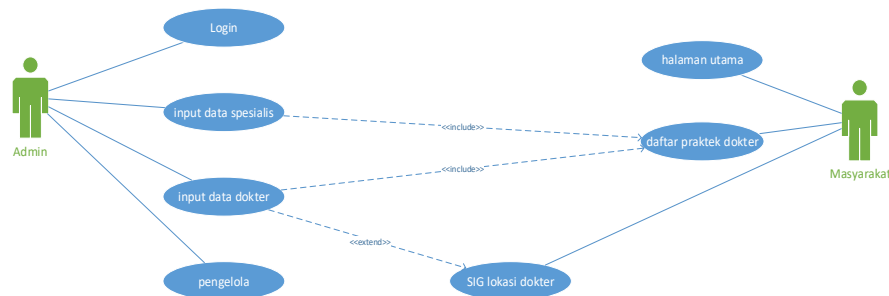 Login
halaman utama
input data spesialis
<<include>>
daftar praktek dokter
Admin
<<include>>
Masyarakat
input data dokter
<<extend>>
pengelola
SIG lokasi dokter